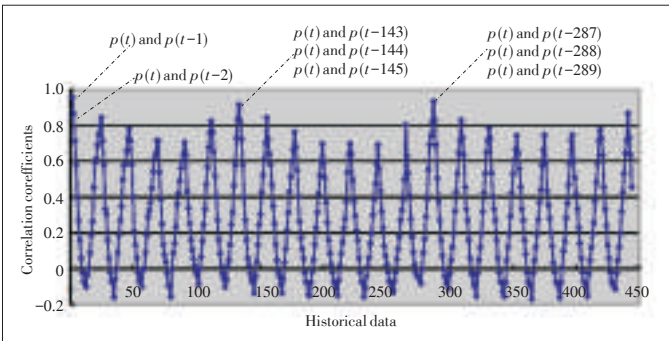 p(t) and p(t-1)
p(t) and p(t-2)
p(t) and p(t-143)
p(t) and p(t-144)
p(t) and p(t-145)
p(t) and p(t-287)
p(t) and p(t-288)
p(t) and p(t-289)
Correlation corefficients
1.0
0.8
0.6
0.4
0.2
0
-0.2
50 100 150 200 250 300 350 400 450
Historical data